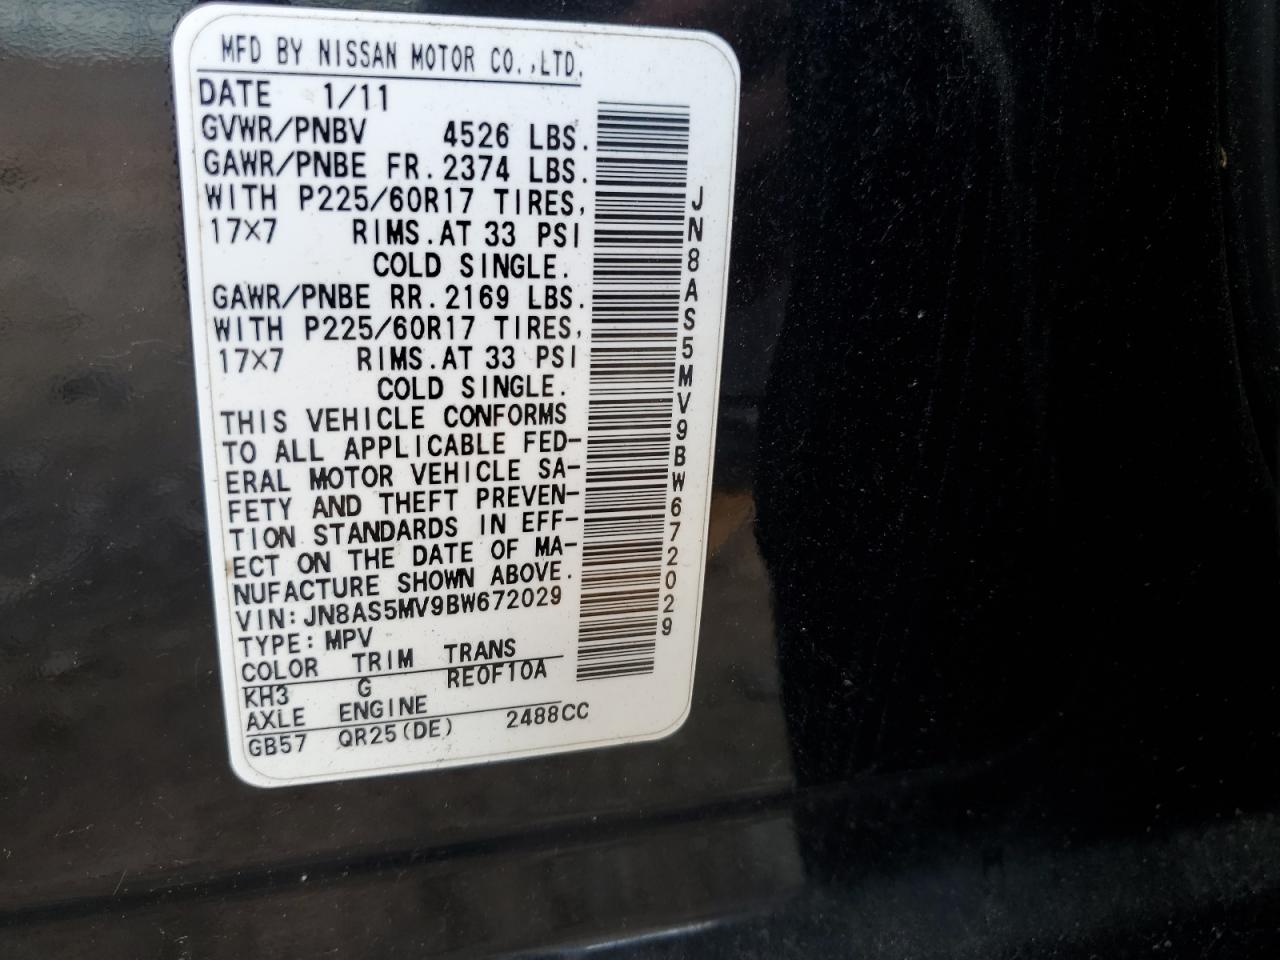 MFD BY NISSAN MOTOR CO.,LTD.
DATE 1/11
GVWR/PNBV 4526 LBS.
GAWR/PNBE FR.2374 LBS.
WITH P225/60R17 TIRES,
17×7 RIMS.AT 33 PSI
COLD SINGLE.
GAWR/PNBE RR.2169 LBS.
WITH P225/60R17 TIRES,
17×7 RIMS.AT 33 PSI
COLD SINGLE.
THIS VEHICLE CONFORMS
TO ALL APPLICABLE FED-
ERAL MOTOR VEHICLE SA-
FETY AND THEFT PREVEN-
TION STANDARDS IN EFF-
ECT ON THE DATE OF MA-
NUFACTURE SHOWN ABOVE.
VIN:JN8AS5MV9BW672029
TYPE:MPV
COLOR TRIM TRANS
KH3 G RE0F10A
AXLE ENGINE
GB57 QR25(DE) 2488CC
JN8AS5MV9BW672029